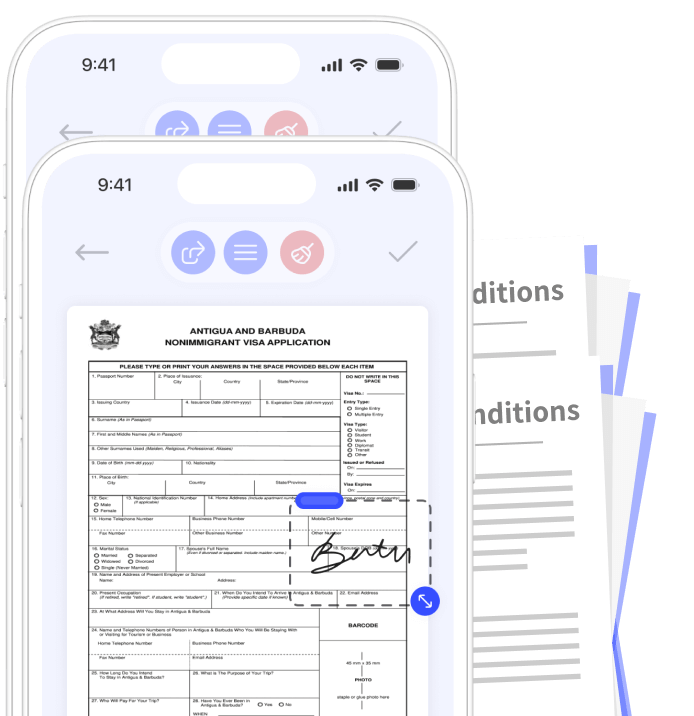 9:41
9:41
ditions
nditions
ANTIGUA AND BARBUDA
NONIMMIGRANT VISA APPLICATION
PLEASE TYPE OR PRINT YOUR ANSWERS IN THE SPACE PROVIDED BELOW EACH ITEM
1. Passport Number
2. Place of Issuance:
City Country State/Province
DO NOT WRITE IN THIS SPACE
Visa No.:
3. Issuing Country
4. Issuance Date (dd-mm-yyyy)
5. Expiration Date (dd-mm-yyyy)
Entry Type:
Single Entry
Multiple Entry
6. Surname (As in Passport)
Visa Type:
Visitor
Student
Work
Diplomat
Transit
Other
7. First and Middle Names (As in Passport)
8. Other Surnames Used (Maiden, Religious, Professional, Aliases)
9. Date of Birth (mm-dd yyyy)
10. Nationality
Issued or Refused
On:
By:
11. Place of Birth:
City Country State/Province
Visa Expires
On:
12. Sex:
Male
Female
13. National Identification Number
(if applicable)
14. Home Address (include apartment number,
15. Home Telephone Number
Business Phone Number
Mobile/Cell Number
Fax Number
Other Business Number
Other Number
16. Marital Status
Married Separated
Widowed Divorced
Single (Never Married)
17. Spouse's Full Name
(Even if divorced or separated. Include maiden name.)
18. Spouse's
19. Name and Address of Present Employer or School
Name: Address:
20. Present Occupation
(If retired, write "retired". If student, write "student".)
21. When Do You Intend To Arrive In Antigua & Barbuda
(Provide specific date if known)
22. Email Address
23. At What Address Will You Stay in Antigua & Barbuda
24. Name and Telephone Numbers of Person in Antigua & Barbuda Who You Will Be Staying With
or Visiting for Tourism or Business
BARCODE
Home Telephone Number
Business Phone Number
Fax Number
Email-Address
25. How Long Do You Intend
To Stay in Antigua & Barbuda?
26. What is The Purpose of Your Trip?
45 mm x 35 mm
PHOTO
staple or glue photo here
27. Who Will Pay For Your Trip?
28. Have You Ever Been in
Antigua & Barbuda?
Yes No
WHEN